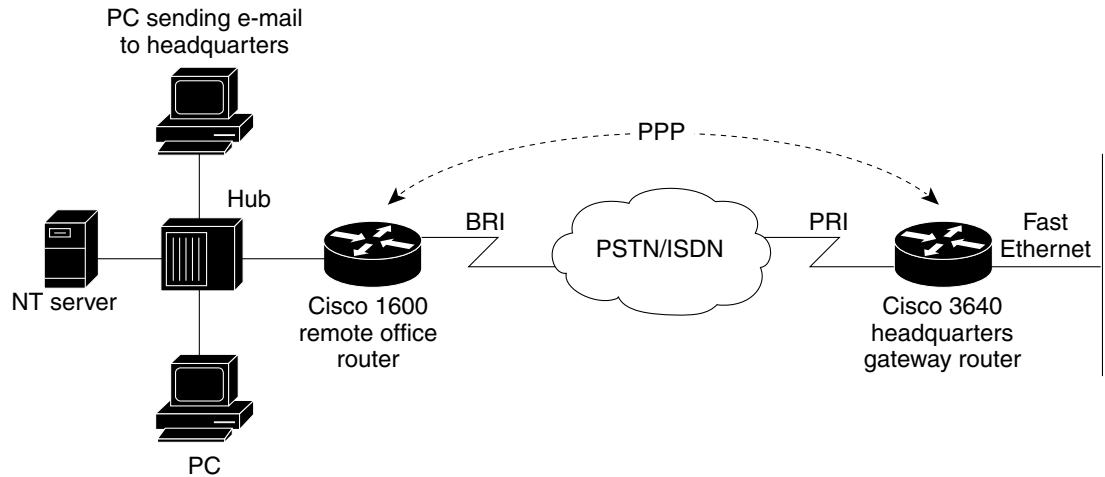 PC sending e-mail
to headquarters
PPP
Hub
BRI
PRI
Fast
Ethernet
PSTN/ISDN
NT server
Cisco 1600
remote office
router
Cisco 3640
headquarters
gateway router
PC